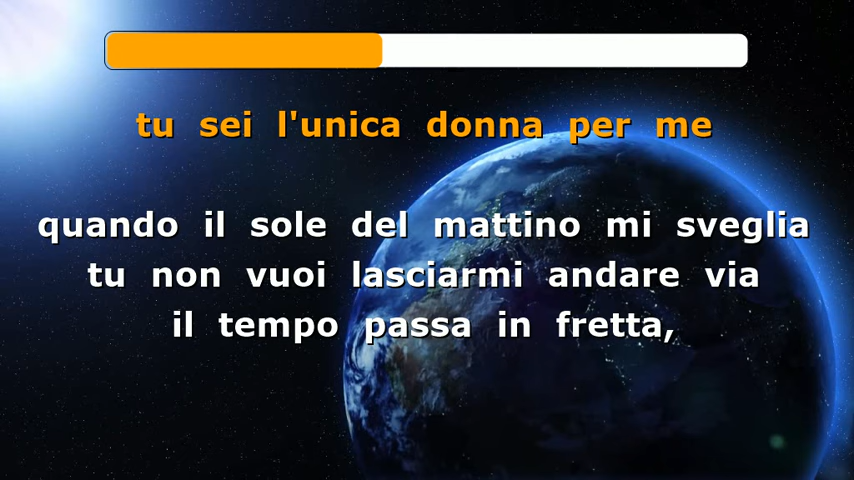 tu sei l'unica donna per me
quando il sole del mattino mi sveglia
tu non vuoi lasciarmi andare via
il tempo passa in fretta,